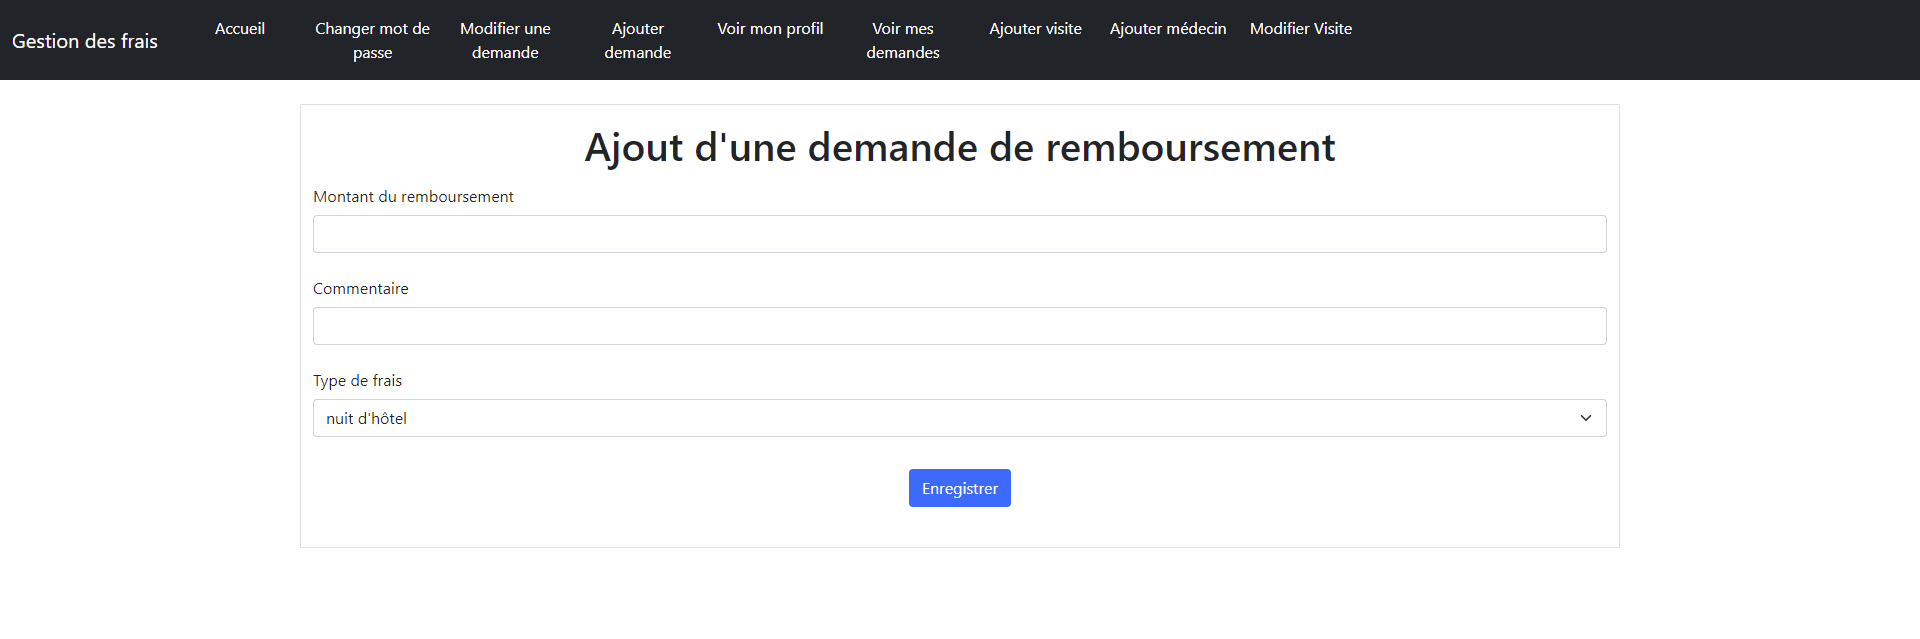 Gestion des frais
Accueil
Changer mot de
passe
Modifier une
demande
Ajouter
demande
Voir mon profil
Voir mes
demandes
Ajouter visite
Ajouter médecin
Modifier Visite
Ajout d'une demande de remboursement
Montant du remboursement
Commentaire
Type de frais
nuit d'hôtel
Enregistrer